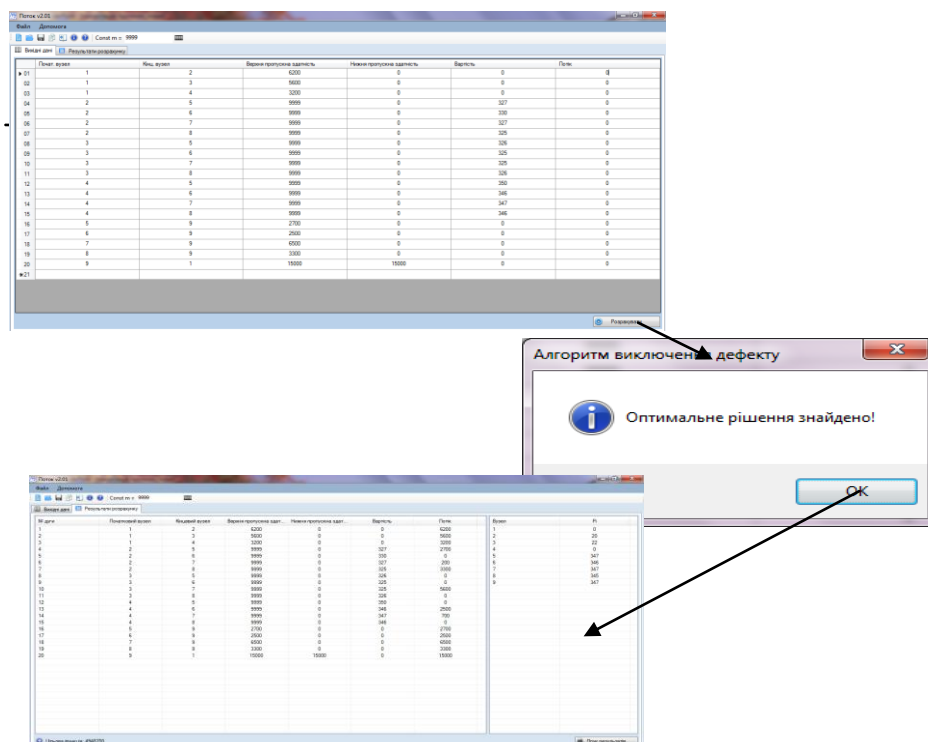 Поток v2.01
Файл Допомога
Const m = 9999
Вхідні дані Результати розрахунку
Почат. вузол Кінц. вузол Верхня пропускна здатність Нижня пропускна здатність Вартість Потік
01 1 2 6200 0 0 0
02 1 3 5600 0 0 0
03 1 4 3200 0 0 0
04 2 5 9999 0 327 0
05 2 6 9999 0 330 0
06 2 7 9999 0 327 0
07 2 8 9999 0 325 0
08 3 5 9999 0 326 0
09 3 6 9999 0 325 0
10 3 7 9999 0 325 0
11 3 8 9999 0 326 0
12 4 5 9999 0 350 0
13 4 6 9999 0 346 0
14 4 7 9999 0 347 0
15 4 8 9999 0 346 0
16 5 9 2700 0 0 0
17 6 9 2500 0 0 0
18 7 9 6500 0 0 0
19 8 9 3300 0 0 0
20 9 1 15000 15000 0 0
*21
Розрахувати
Алгоритм виключення дефекту
Оптимальне рішення знайдено!
OK
Поток v2.01
Файл Допомога
Const m = 9999
Вхідні дані Результати розрахунку
№ дуги Початковий вузол Кінцевий вузол Верхня пропускна здат... Нижня пропускна здат... Вартість Потік Вузол Pi
1 1 2 6200 0 0 6200 1 0
2 1 3 5600 0 0 5600 2 20
3 1 4 3200 0 0 3200 3 22
4 2 5 9999 0 327 2700 4 0
5 2 6 9999 0 330 0 5 347
6 2 7 9999 0 327 200 6 346
7 2 8 9999 0 325 3300 7 347
8 3 5 9999 0 326 0 8 345
9 3 6 9999 0 325 0 9 347
10 3 7 9999 0 325 5600
11 3 8 9999 0 326 0
12 4 5 9999 0 350 0
13 4 6 9999 0 346 2500
14 4 7 9999 0 347 700
15 4 8 9999 0 346 0
16 5 9 2700 0 0 2700
17 6 9 2500 0 0 2500
18 7 9 6500 0 0 6500
19 8 9 3300 0 0 3300
20 9 1 15000 15000 0 15000